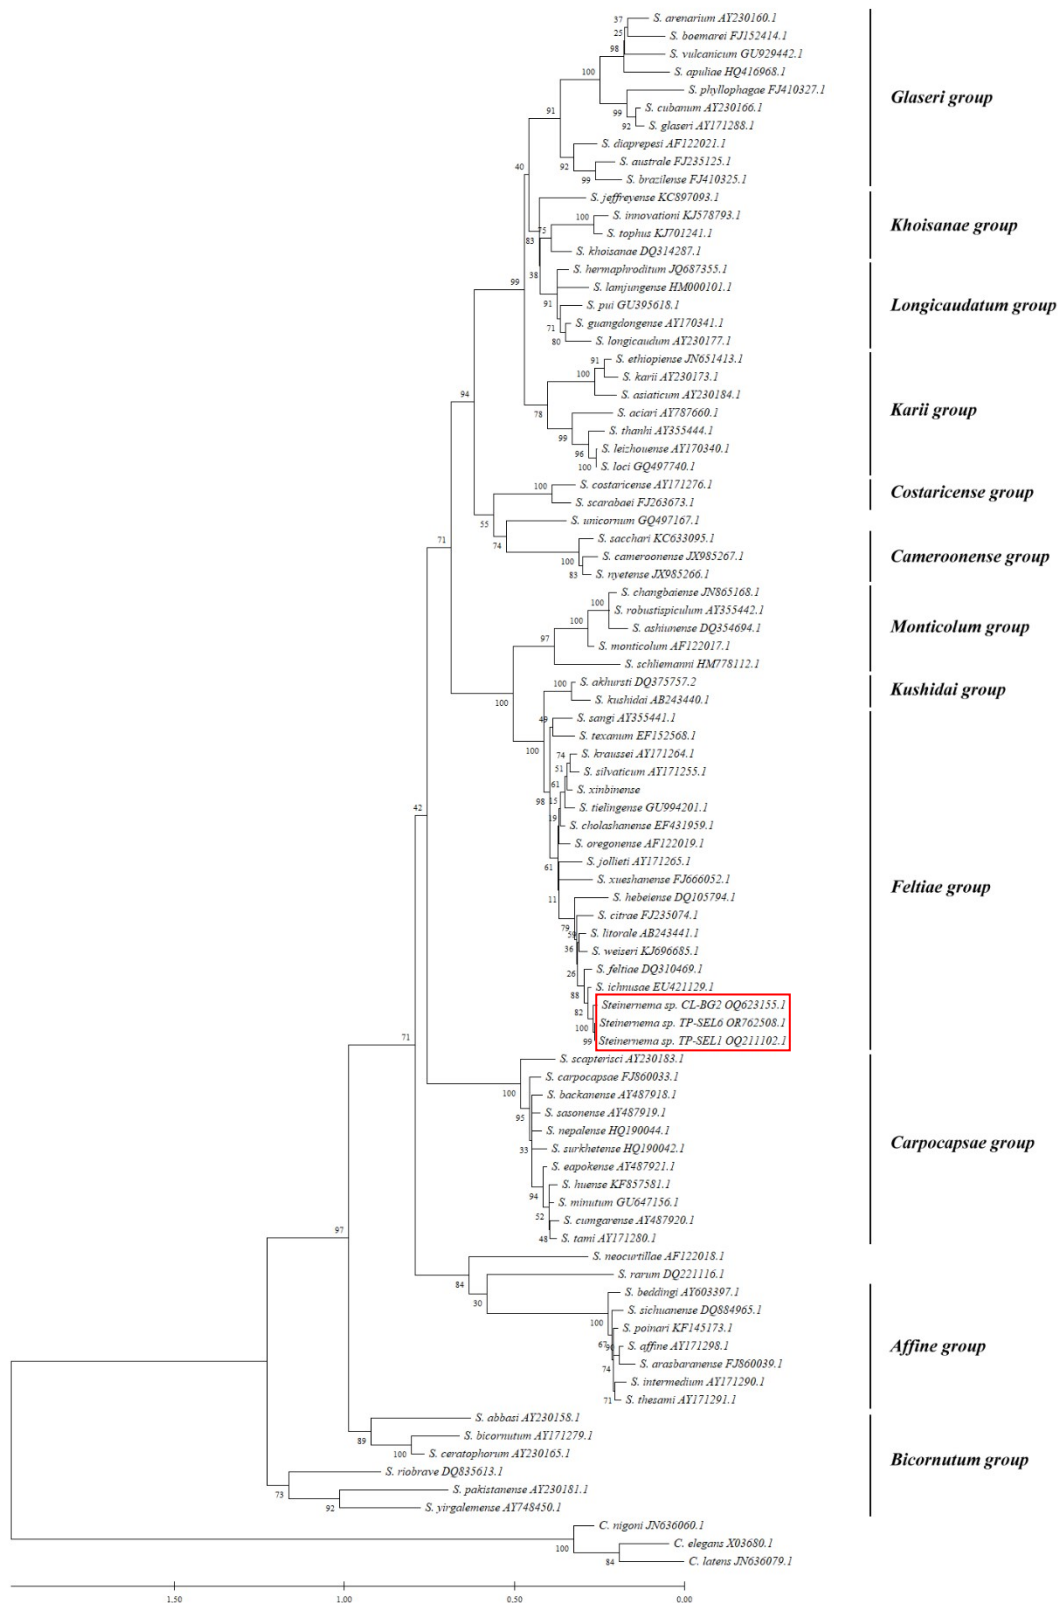 37
S. arenarium AY230160.1
25
S. boemarei FJ152414.1
98
S. vulcanicum GU929442.1
100
S. apuliae HQ416968.1
S. phyllophagae FJ410327.1
Glaseri group
99
S. cubanum AY230166.1
91
92
S. glaseri AY171288.1
S. diaprepesi AF122021.1
92
S. australe FJ235125.1
40
99
S. brazilense FJ410325.1
S. jeffreyense KC897093.1
100
S. innovationi KJ578793.1
Khoisanae group
75
S. tophus KJ701241.1
83
S. khoisanae DQ314287.1
38
S. hermaphroditum JQ687355.1
99
S. lamjungense HM000101.1
91
S. pui GU395618.1
Longicaudatum group
71
S. guangdongense AY170341.1
80
S. longicaudum AY230177.1
91
S. ethiopiense JN651413.1
100
S. karii AY230173.1
S. asiaticum AY230184.1
94
78
S. aciari AY787660.1
Karii group
99
S. thanhi AY355444.1
96
S. leizhouense AY170340.1
100
S. loci GQ497740.1
100
S. costaricense AY171276.1
Costaricense group
S. scarabaei FJ263673.1
55
S. unicornum GQ497167.1
74
S. sacchari KC633095.1
71
100
S. cameroonense JX985267.1
Cameroonense group
83
S. nyetense JX985266.1
S. changbaiense JN865168.1
100
S. robustispiculum AY355442.1
100
S. ashiunense DQ354694.1
Monticolum group
97
S. monticolum AF122017.1
S. schliemanni HM778112.1
100
100
S. akhursti DQ375757.2
Kushidai group
S. kushidai AB243440.1
49
S. sangi AY355441.1
100
S. texanum EF152568.1
74
S. kraussei AY171264.1
51
S. silvaticum AY171255.1
61
S. xinbinense
98
15
S. tielingense GU994201.1
42
19
S. cholashanense EF431959.1
S. oregonense AF122019.1
61
S. jollieti AY171265.1
S. xueshanense FJ666052.1
Feltiae group
11
S. hebeiense DQ105794.1
79
S. citrae FJ235074.1
59
S. litorale AB243441.1
36
S. weiseri KJ696685.1
26
S. feltiae DQ310469.1
88
S. ichnusae EU421129.1
82
Steinernema sp. CL-BG2 OQ623155.1
100
Steinernema sp. TP-SEL6 OR762508.1
71
99
Steinernema sp. TP-SEL1 OQ211102.1
S. scapterisci AY230183.1
S. carpocapsae FJ860033.1
100
S. backanense AY487918.1
95
S. sasonense AY487919.1
S. nepalense HQ190044.1
33
S. surkhetense HQ190042.1
Carpocapsae group
S. eapokense AY487921.1
S. huense KF857581.1
94
S. minutum GU647156.1
52
S. cumgarense AY487920.1
97
48
S. tami AY171280.1
S. neocurtillae AF122018.1
84
S. rarum DQ221116.1
30
S. beddingi AY603397.1
S. sichuanense DQ884965.1
100
S. poinari KF145173.1
67
S. affine AY171298.1
Affine group
74
S. arasbaranense FJ860039.1
S. intermedium AY171290.1
71
S. thesami AY171291.1
S. abbasi AY230158.1
89
S. bicornutum AY171279.1
100
S. ceratophorum AY230165.1
Bicornutum group
S. riobrave DQ835613.1
73
S. pakistanense AY230181.1
92
S. yirgalemense AY748450.1
C. nigoni JN636060.1
100
C. elegans X03680.1
84
C. latens JN636079.1
1.50 1.00 0.50 0.00